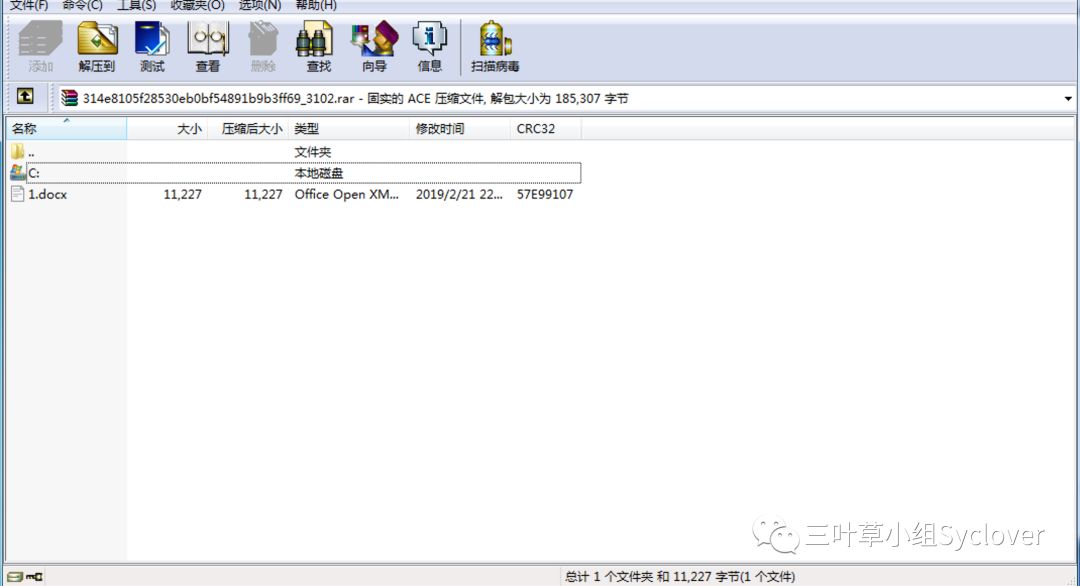 文件(F) 命令(C) 工具(S) 收藏夹(O) 选项(N) 帮助(H)
添加 解压到 测试 查看 删除 查找 向导 信息 扫描病毒
314e8105f28530eb0bf54891b9b3ff69_3102.rar - 固实的 ACE 压缩文件, 解包大小为 185,307 字节
名称 大小 压缩后大小 类型 修改时间 CRC32
.. 文件夹
C: 本地磁盘
1.docx 11,227 11,227 Office Open XM... 2019/2/21 22... 57E99107
三叶草小组Syclover
总计 1 个文件夹 和 11,227 字节(1 个文件)